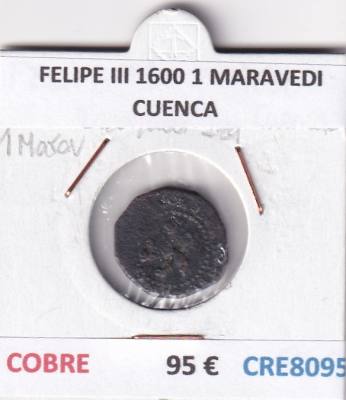 FELIPE III 1600 1 MARAVEDI
CUENCA
1 Marav
COBRE 95 € CRE8095